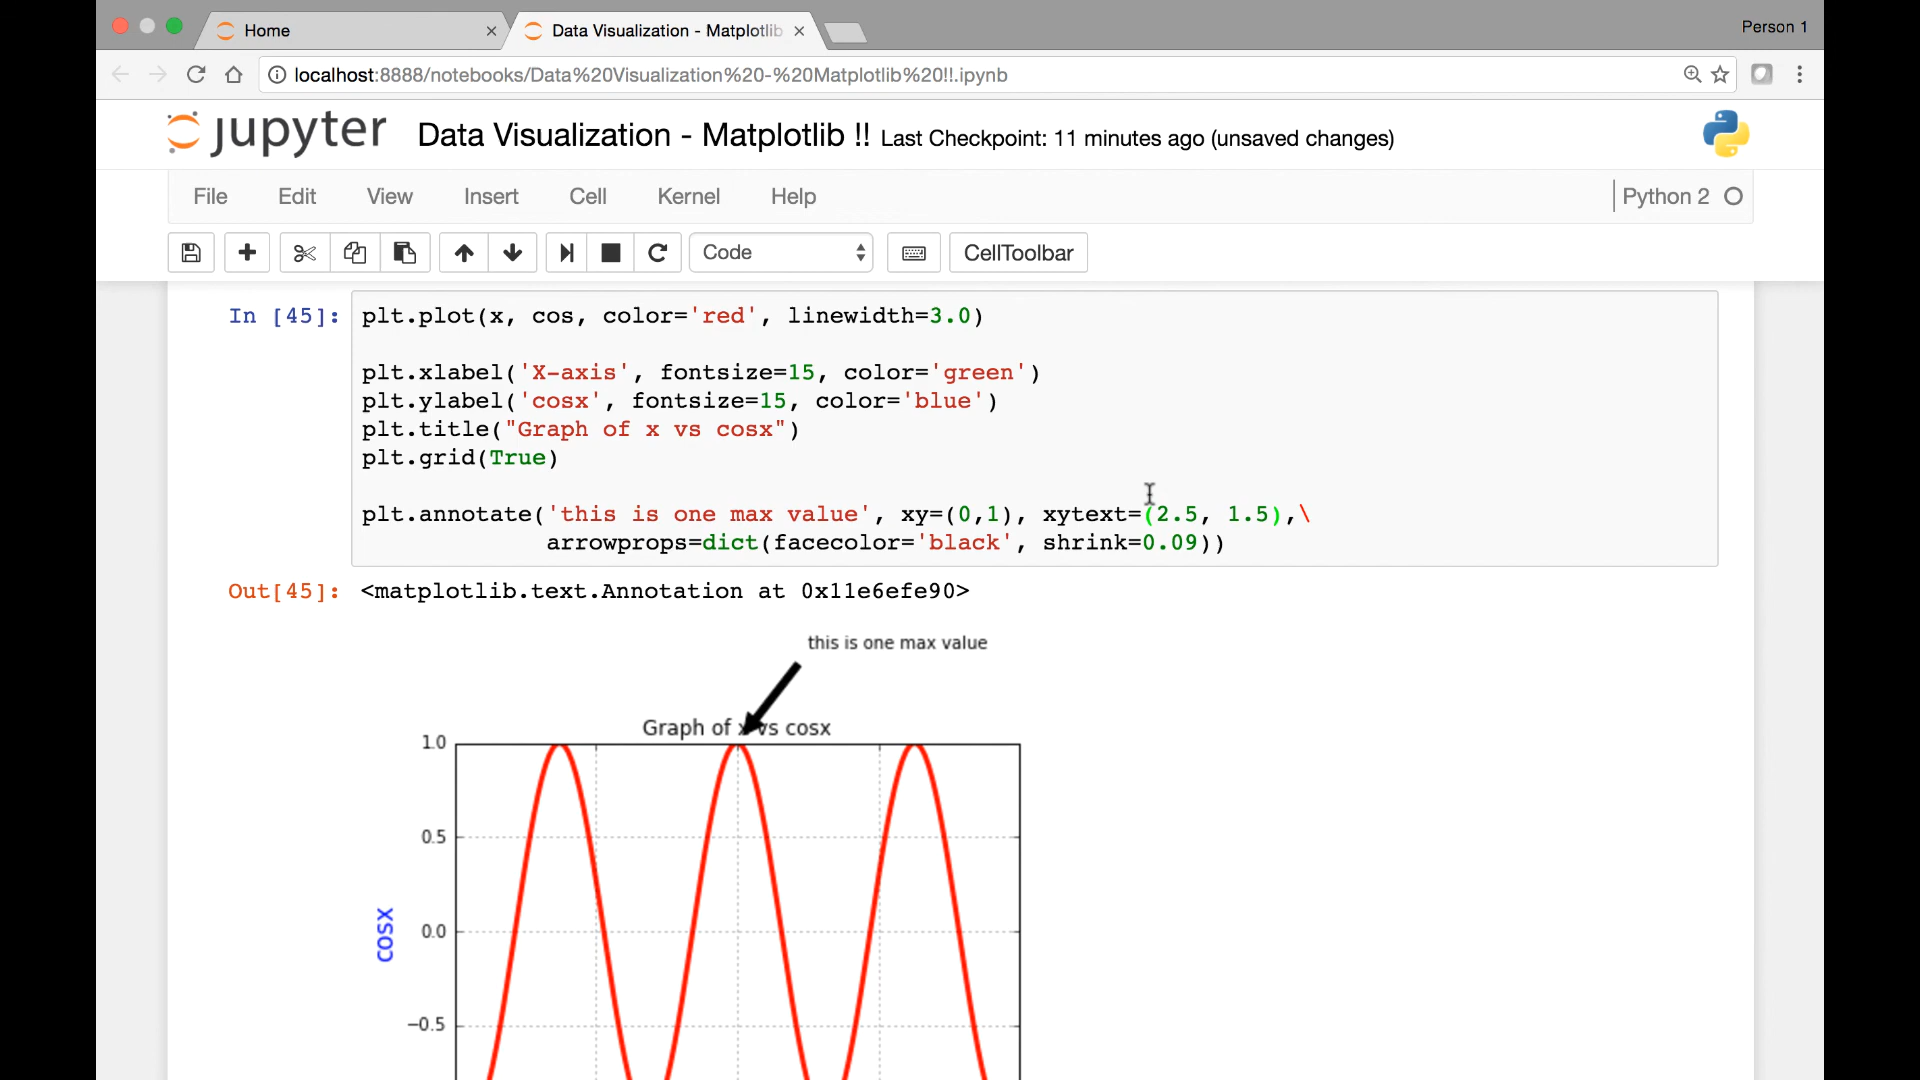 Home
Data Visualization - Matplotlib
Person 1
localhost:8888/notebooks/Data%20Visualization%20-%20Matplotlib%20!!.ipynb
jupyter Data Visualization - Matplotlib !! Last Checkpoint: 11 minutes ago (unsaved changes)
File Edit View Insert Cell Kernel Help Python 2
Code CellToolbar
In [45]: plt.plot(x, cos, color='red', linewidth=3.0)
plt.xlabel('X-axis', fontsize=15, color='green')
plt.ylabel('cosx', fontsize=15, color='blue')
plt.title("Graph of x vs cosx")
plt.grid(True)
plt.annotate('this is one max value', xy=(0,1), xytext=(2.5, 1.5),\
arrowprops=dict(facecolor='black', shrink=0.09))
Out[45]: <matplotlib.text.Annotation at 0x11e6efe90>
this is one max value
Graph of x vs cosx
1.0
0.5
0.0
−0.5
cosx